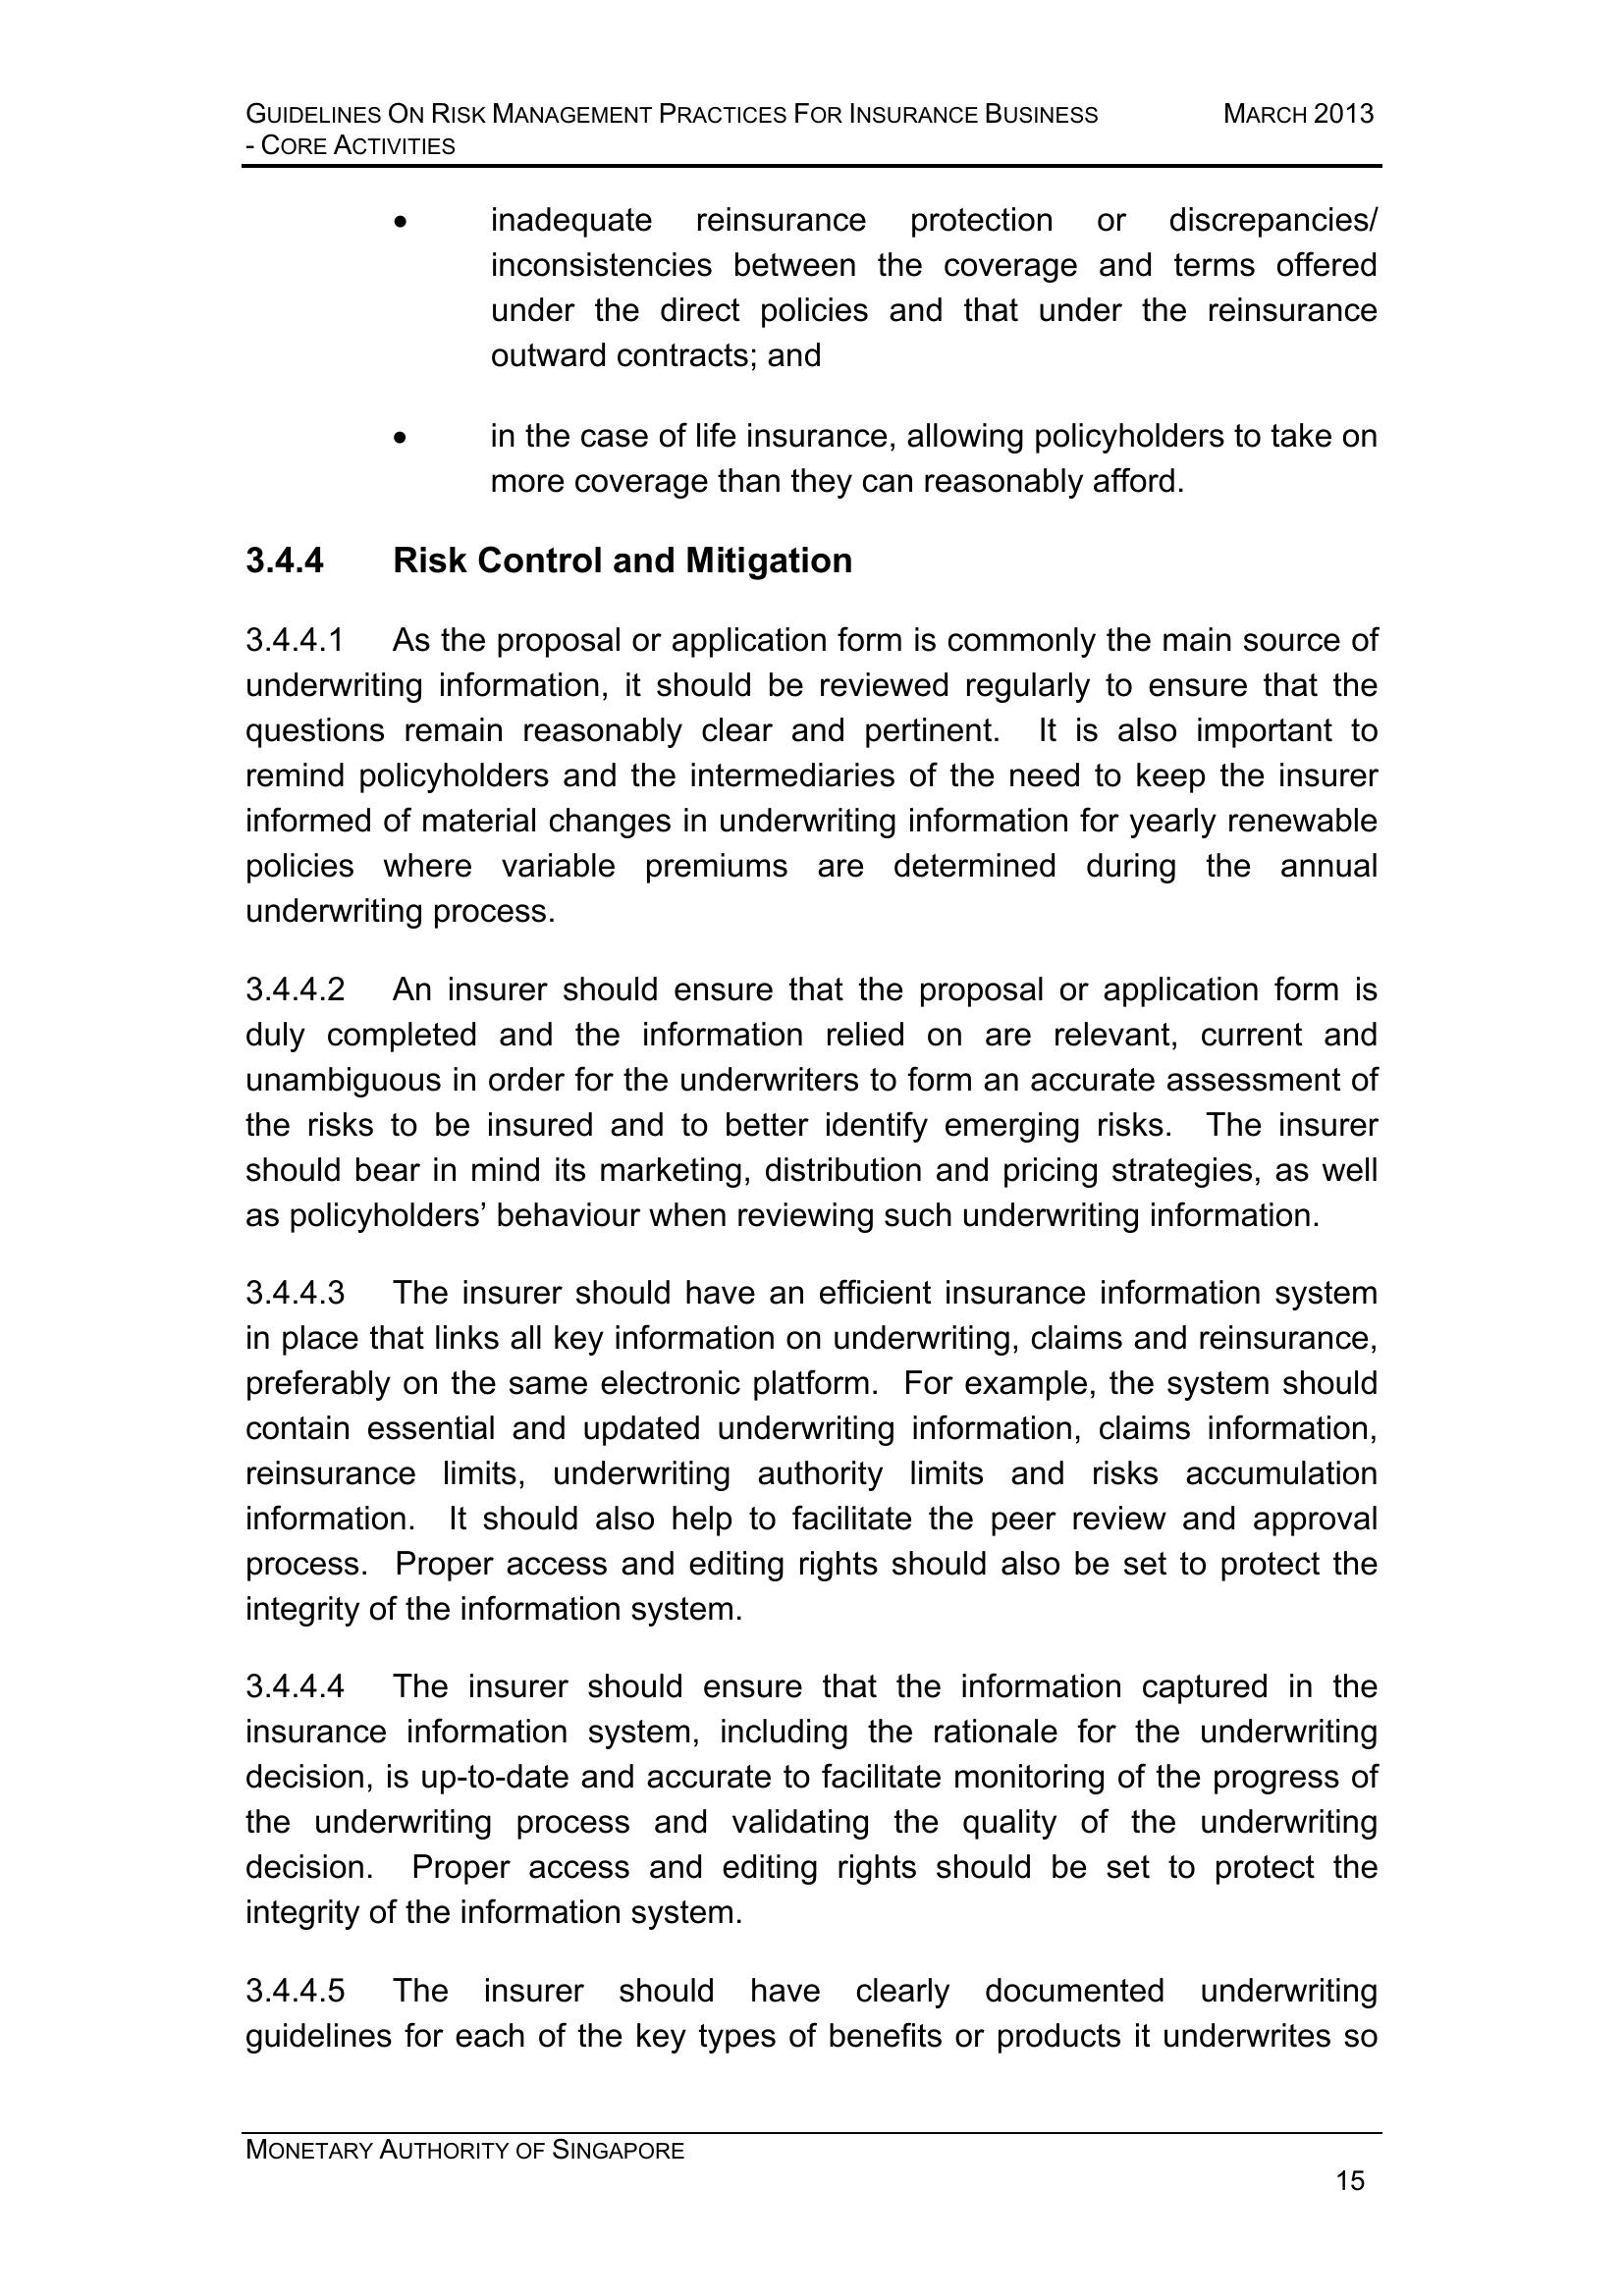 GUIDELINES ON RISK MANAGEMENT PRACTICES FOR INSURANCE BUSINESS MARCH 2013
- CORE ACTIVITIES
• inadequate reinsurance protection or discrepancies/
inconsistencies between the coverage and terms offered
under the direct policies and that under the reinsurance
outward contracts; and
• in the case of life insurance, allowing policyholders to take on
more coverage than they can reasonably afford.
3.4.4 Risk Control and Mitigation
3.4.4.1 As the proposal or application form is commonly the main source of
underwriting information, it should be reviewed regularly to ensure that the
questions remain reasonably clear and pertinent. It is also important to
remind policyholders and the intermediaries of the need to keep the insurer
informed of material changes in underwriting information for yearly renewable
policies where variable premiums are determined during the annual
underwriting process.
3.4.4.2 An insurer should ensure that the proposal or application form is
duly completed and the information relied on are relevant, current and
unambiguous in order for the underwriters to form an accurate assessment of
the risks to be insured and to better identify emerging risks. The insurer
should bear in mind its marketing, distribution and pricing strategies, as well
as policyholders’ behaviour when reviewing such underwriting information.
3.4.4.3 The insurer should have an efficient insurance information system
in place that links all key information on underwriting, claims and reinsurance,
preferably on the same electronic platform. For example, the system should
contain essential and updated underwriting information, claims information,
reinsurance limits, underwriting authority limits and risks accumulation
information. It should also help to facilitate the peer review and approval
process. Proper access and editing rights should also be set to protect the
integrity of the information system.
3.4.4.4 The insurer should ensure that the information captured in the
insurance information system, including the rationale for the underwriting
decision, is up-to-date and accurate to facilitate monitoring of the progress of
the underwriting process and validating the quality of the underwriting
decision. Proper access and editing rights should be set to protect the
integrity of the information system.
3.4.4.5 The insurer should have clearly documented underwriting
guidelines for each of the key types of benefits or products it underwrites so
MONETARY AUTHORITY OF SINGAPORE
15